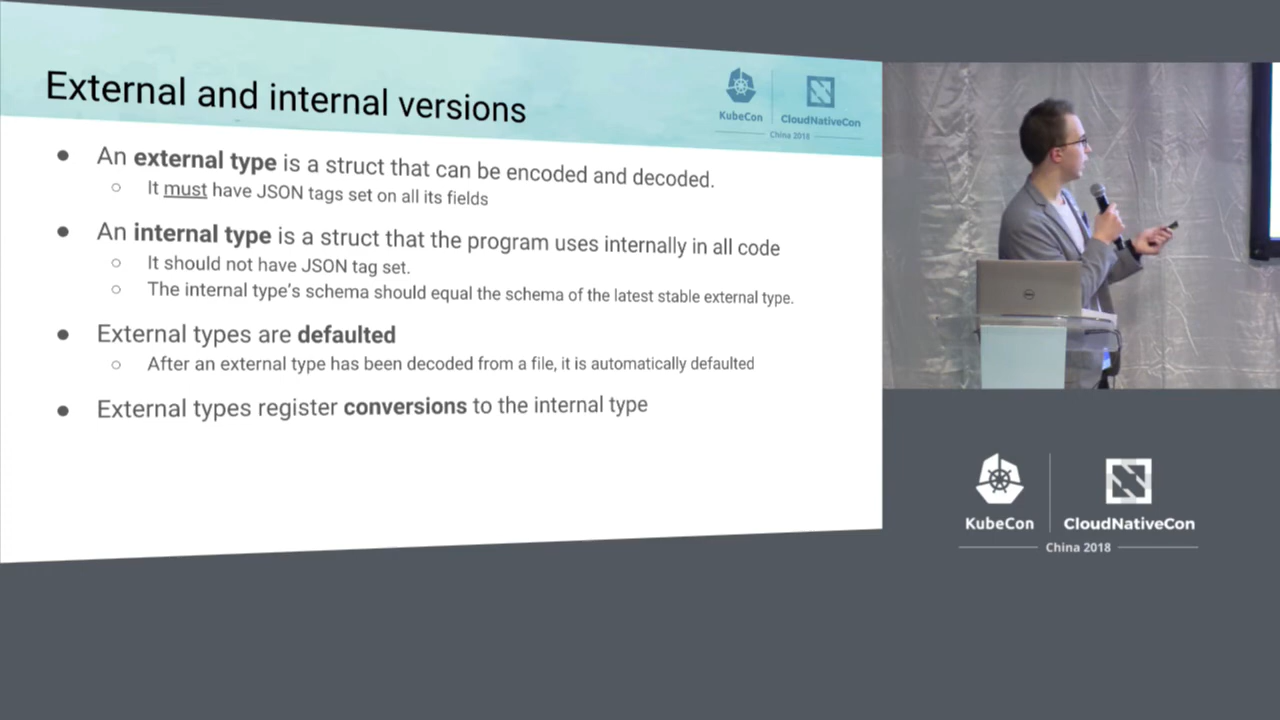 External and internal versions
KubeCon
CloudNativeCon
China 2018
● An external type is a struct that can be encoded and decoded.
○ It must have JSON tags set on all its fields
● An internal type is a struct that the program uses internally in all code
○ It should not have JSON tag set.
○ The internal type's schema should equal the schema of the latest stable external type.
● External types are defaulted
○ After an external type has been decoded from a file, it is automatically defaulted
● External types register conversions to the internal type
KubeCon
CloudNativeCon
China 2018